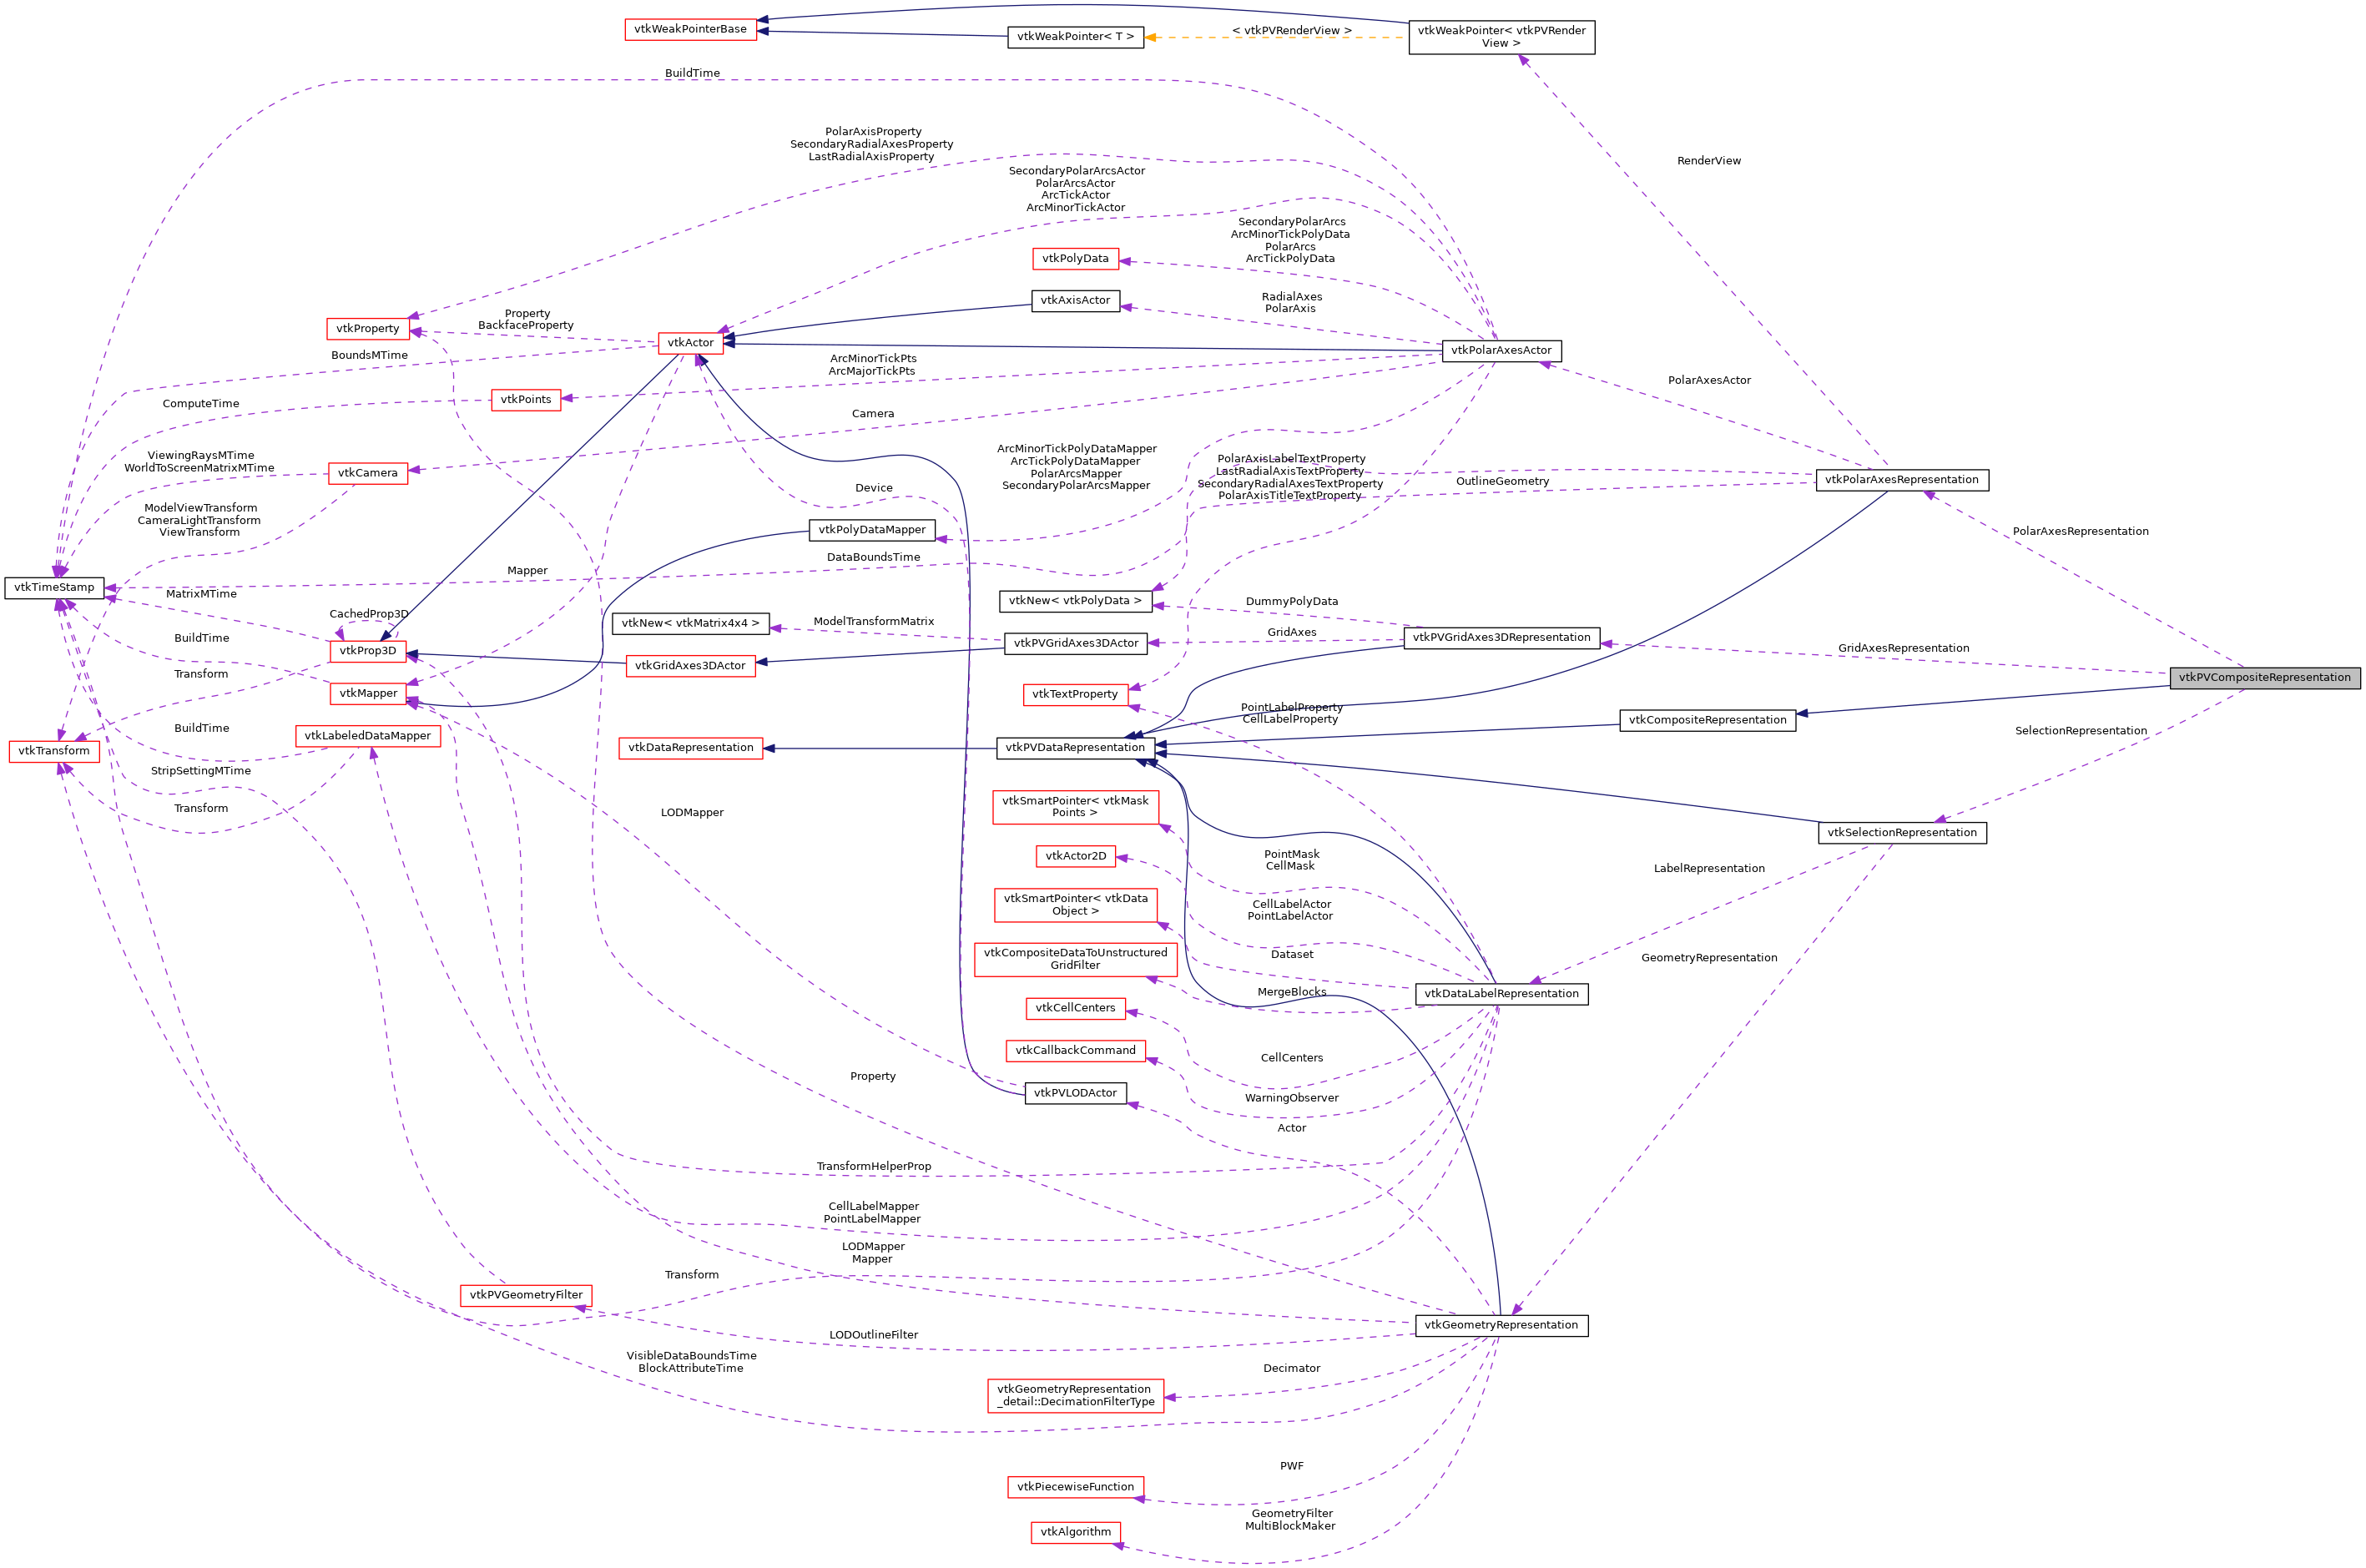 vtkWeakPointerBase
vtkWeakPointer< T >
< vtkPVRenderView >
vtkWeakPointer< vtkPVRender
View >
BuildTime
PolarAxisProperty
SecondaryRadialAxesProperty
LastRadialAxisProperty
RenderView
SecondaryPolarArcsActor
PolarArcsActor
ArcTickActor
ArcMinorTickActor
SecondaryPolarArcs
ArcMinorTickPolyData
PolarArcs
ArcTickPolyData
vtkPolyData
vtkAxisActor
RadialAxes
PolarAxis
vtkProperty
Property
BackfaceProperty
vtkActor
vtkPolarAxesActor
BoundsMTime
ArcMinorTickPts
ArcMajorTickPts
PolarAxesActor
ComputeTime
vtkPoints
Camera
ViewingRaysMTime
WorldToScreenMatrixMTime
vtkCamera
ArcMinorTickPolyDataMapper
ArcTickPolyDataMapper
PolarArcsMapper
SecondaryPolarArcsMapper
PolarAxisLabelTextProperty
LastRadialAxisTextProperty
SecondaryRadialAxesTextProperty
PolarAxisTitleTextProperty
OutlineGeometry
vtkPolarAxesRepresentation
Device
ModelViewTransform
CameraLightTransform
ViewTransform
vtkPolyDataMapper
PolarAxesRepresentation
DataBoundsTime
Mapper
vtkTimeStamp
MatrixMTime
CachedProp3D
vtkNew< vtkPolyData >
DummyPolyData
vtkNew< vtkMatrix4x4 >
ModelTransformMatrix
GridAxes
BuildTime
vtkProp3D
vtkPVGridAxes3DActor
vtkPVGridAxes3DRepresentation
GridAxesRepresentation
vtkGridAxes3DActor
Transform
vtkPVCompositeRepresentation
vtkMapper
vtkTextProperty
PointLabelProperty
CellLabelProperty
vtkCompositeRepresentation
BuildTime
vtkLabeledDataMapper
SelectionRepresentation
vtkTransform
vtkDataRepresentation
vtkPVDataRepresentation
StripSettingMTime
Transform
LODMapper
vtkSmartPointer< vtkMask
Points >
vtkSelectionRepresentation
vtkActor2D
PointMask
CellMask
LabelRepresentation
vtkSmartPointer< vtkData
Object >
CellLabelActor
PointLabelActor
vtkCompositeDataToUnstructured
GridFilter
Dataset
GeometryRepresentation
MergeBlocks
vtkDataLabelRepresentation
vtkCellCenters
vtkCallbackCommand
CellCenters
Property
vtkPVLODActor
WarningObserver
Actor
TransformHelperProp
CellLabelMapper
PointLabelMapper
LODMapper
Mapper
Transform
vtkPVGeometryFilter
LODOutlineFilter
vtkGeometryRepresentation
VisibleDataBoundsTime
BlockAttributeTime
Decimator
vtkGeometryRepresentation
_detail::DecimationFilterType
PWF
vtkPiecewiseFunction
GeometryFilter
MultiBlockMaker
vtkAlgorithm